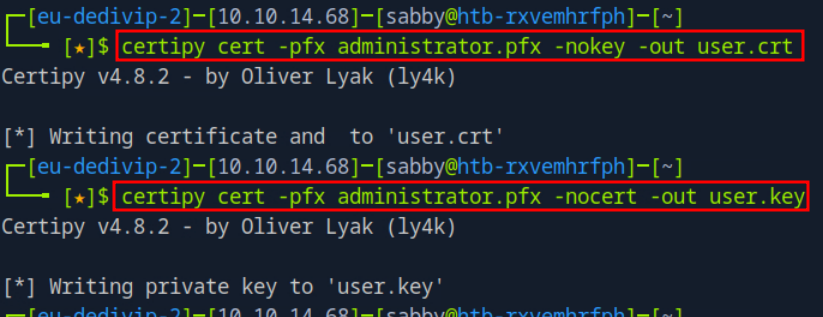 ┌─[eu-dedivip-2]─[10.10.14.68]─[sabby@htb-rxvemhrfph]─[~]
└──╼ [★]$ certipy cert -pfx administrator.pfx -nokey -out user.crt
Certipy v4.8.2 - by Oliver Lyak (ly4k)
[*] Writing certificate and  to 'user.crt'
┌─[eu-dedivip-2]─[10.10.14.68]─[sabby@htb-rxvemhrfph]─[~]
└──╼ [★]$ certipy cert -pfx administrator.pfx -nocert -out user.key
Certipy v4.8.2 - by Oliver Lyak (ly4k)
[*] Writing private key to 'user.key'
┌─[eu-dedivip-2]─[10.10.14.68]─[sabby@htb-rxvemhrfph]─[~]